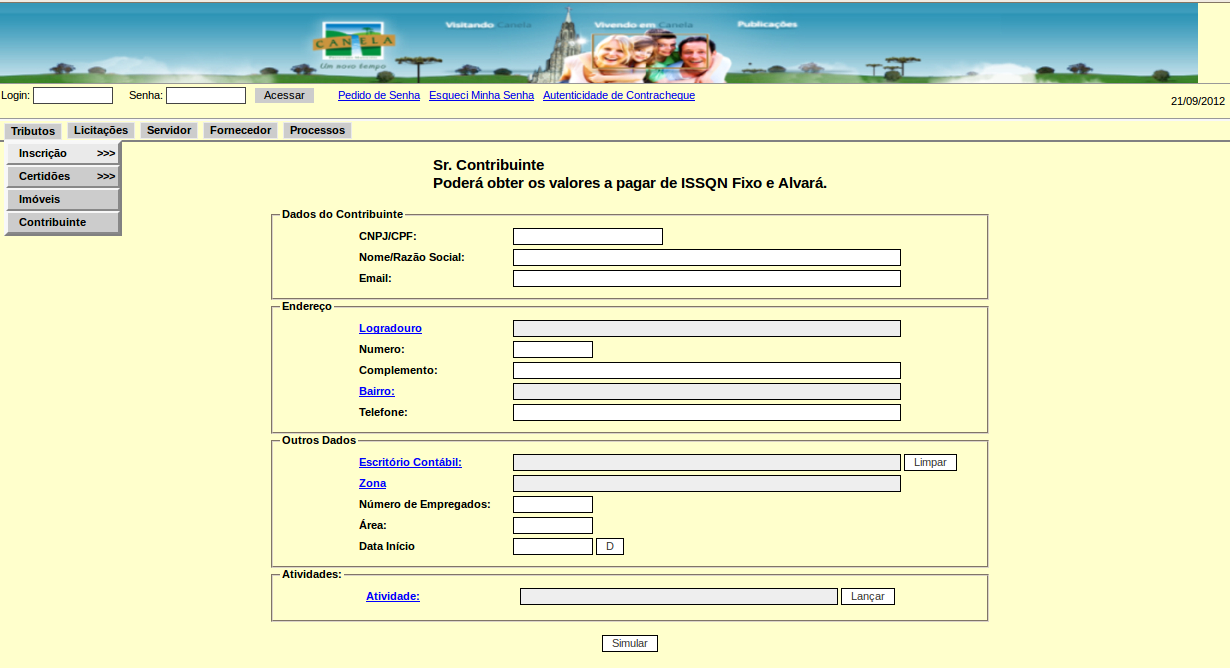 Visitando Canela
Vivendo em Canela
Publicações
CANELA
Um novo tempo
Login:
Senha:
Acessar
Pedido de Senha
Esqueci Minha Senha
Autenticidade de Contracheque
21/09/2012
Tributos
Licitações
Servidor
Fornecedor
Processos
Inscrição >>>
Certidões >>>
Imóveis
Contribuinte
Sr. Contribuinte
Poderá obter os valores a pagar de ISSQN Fixo e Alvará.
Dados do Contribuinte
CNPJ/CPF:
Nome/Razão Social:
Email:
Endereço
Logradouro
Numero:
Complemento:
Bairro:
Telefone:
Outros Dados
Escritório Contábil:
Limpar
Zona
Número de Empregados:
Área:
Data Início
D
Atividades:
Atividade:
Lançar
Simular